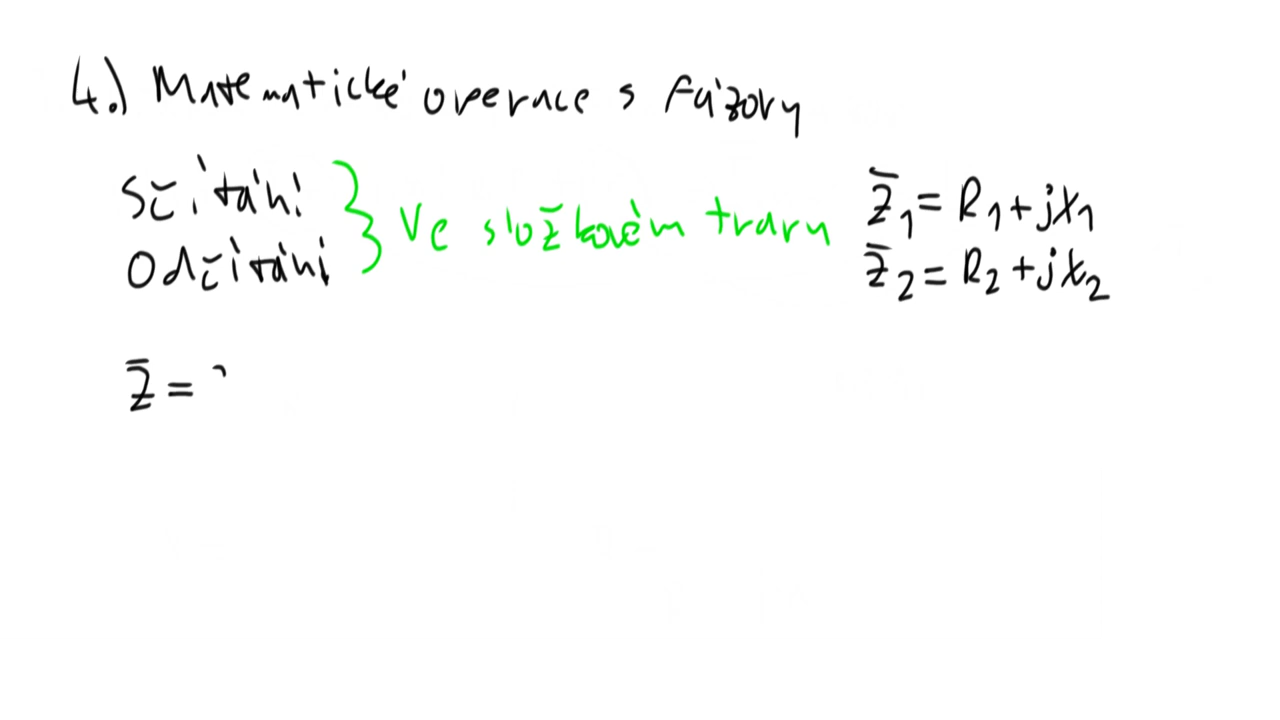 4.) Matematické operace s fázory
Sčítání } Ve složkovém tvaru
Odčítání
Z̄₁ = R₁ + jX₁
Z̄₂ = R₂ + jX₂
Z̄ =